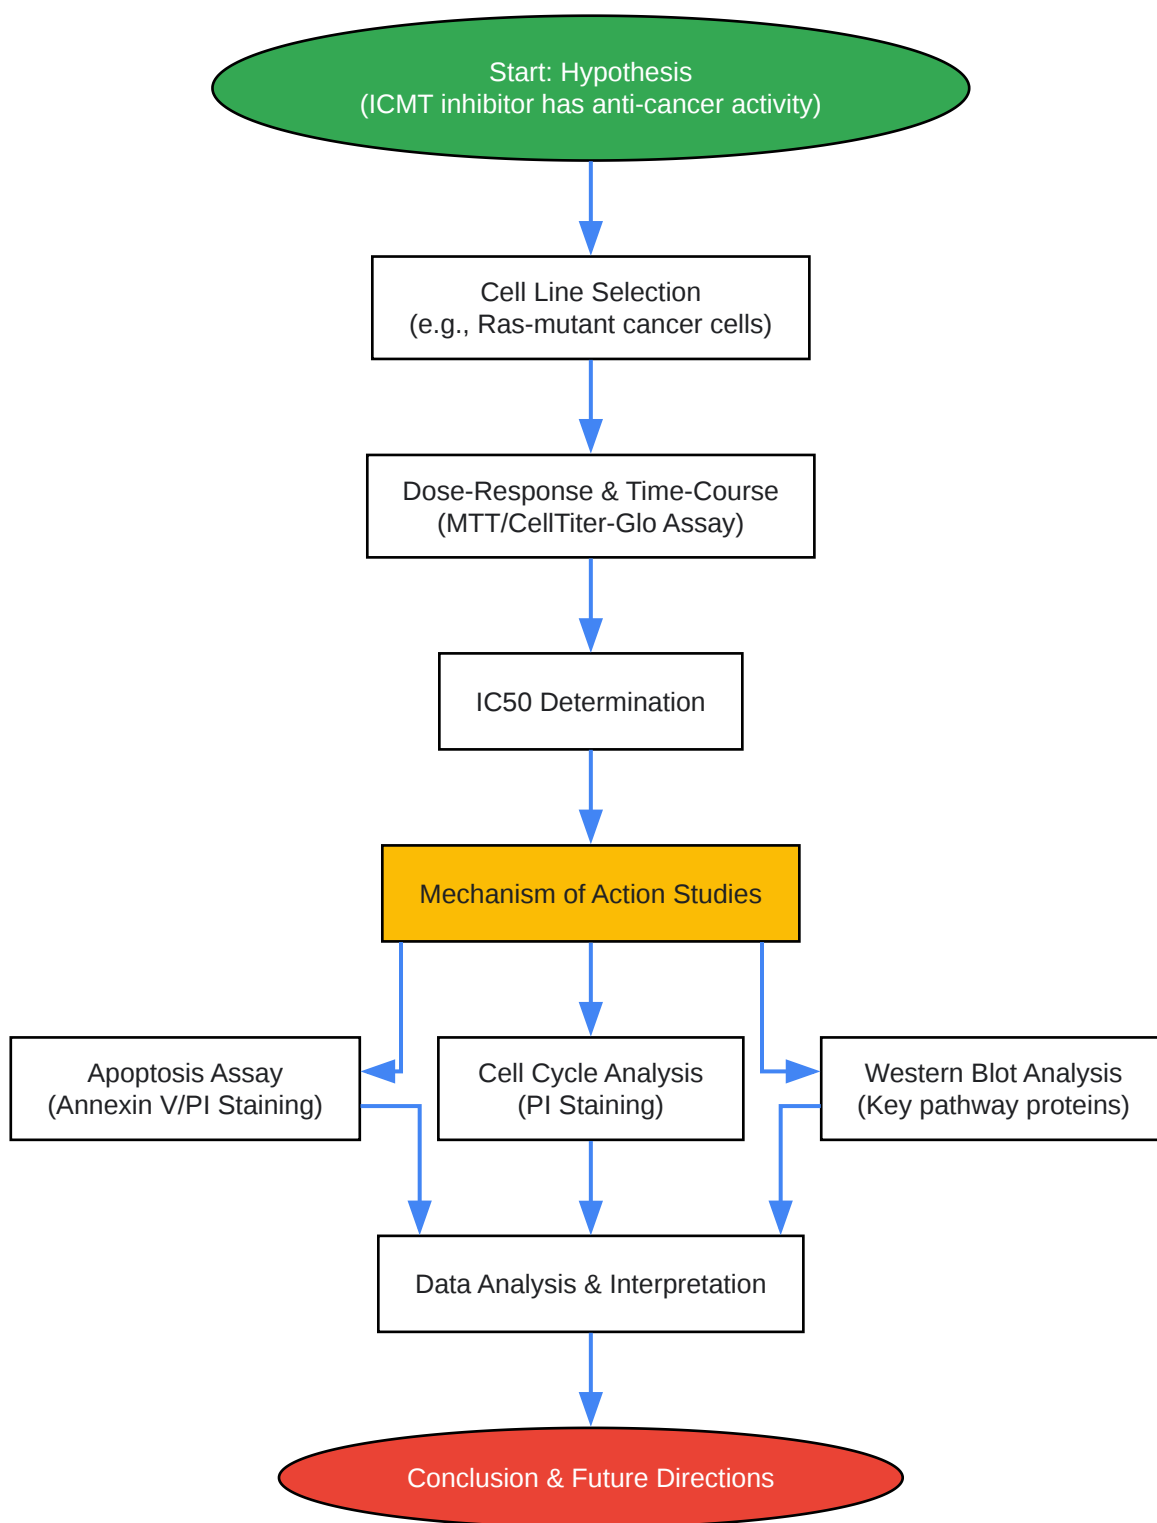 Start: Hypothesis
(ICMT inhibitor has anti-cancer activity)
Cell Line Selection
(e.g., Ras-mutant cancer cells)
Dose-Response & Time-Course
(MTT/CellTiter-Glo Assay)
IC50 Determination
Mechanism of Action Studies
Apoptosis Assay
(Annexin V/PI Staining)
Cell Cycle Analysis
(PI Staining)
Western Blot Analysis
(Key pathway proteins)
Data Analysis & Interpretation
Conclusion & Future Directions